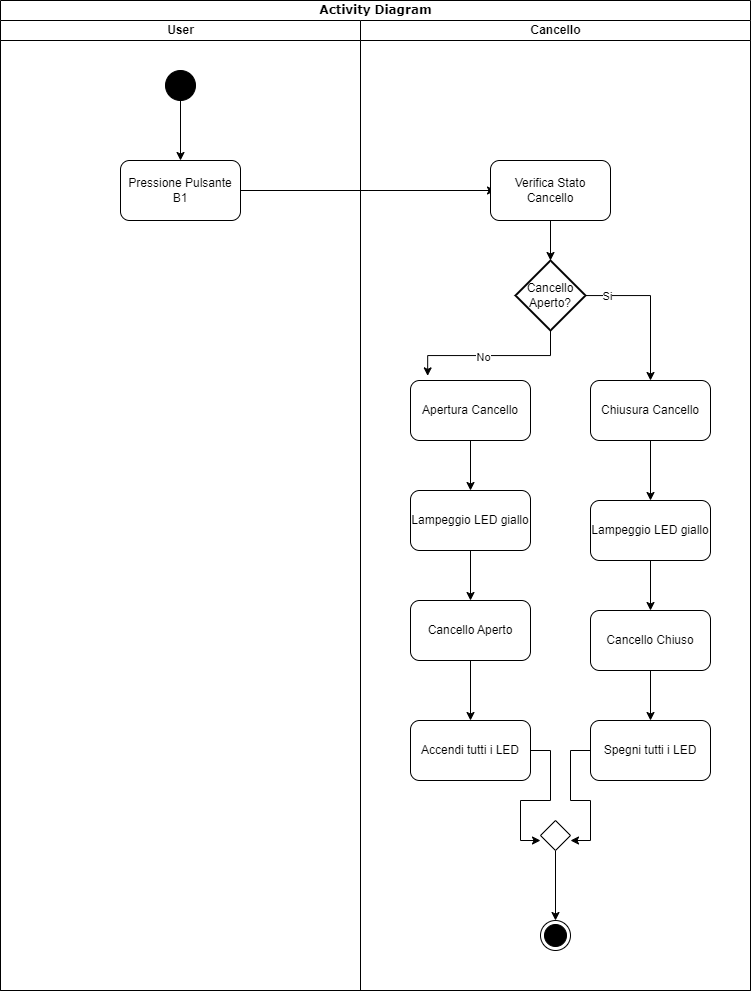 Activity Diagram
User
Cancello
Pressione Pulsante
B1
Verifica Stato
Cancello
Cancello
Aperto?
Si
No
Apertura Cancello
Chiusura Cancello
Lampeggio LED giallo
Lampeggio LED giallo
Cancello Aperto
Cancello Chiuso
Accendi tutti i LED
Spegni tutti i LED